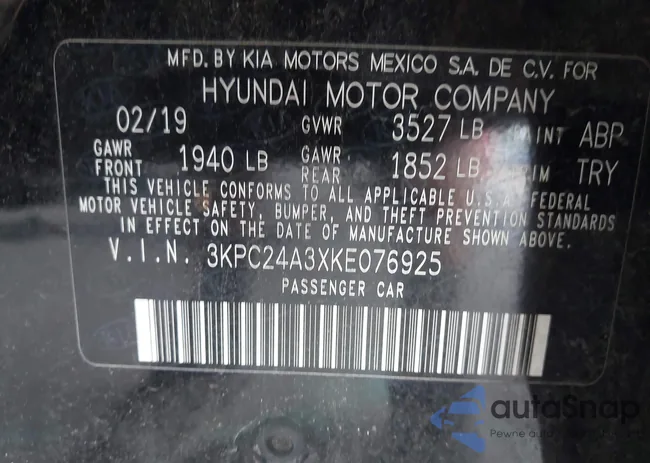 MFD. BY KIA MOTORS MEXICO S.A. DE C.V. FOR
HYUNDAI MOTOR COMPANY
02/19 GVWR 3527 LB PAINT ABP
GAWR FRONT 1940 LB GAWR REAR 1852 LB TRIM TRY
THIS VEHICLE CONFORMS TO ALL APPLICABLE U.S.A. FEDERAL
MOTOR VEHICLE SAFETY, BUMPER, AND THEFT PREVENTION STANDARDS
IN EFFECT ON THE DATE OF MANUFACTURE SHOWN ABOVE.
V.I.N. 3KPC24A3XKE076925
PASSENGER CAR
autoSnap
Pewne auto